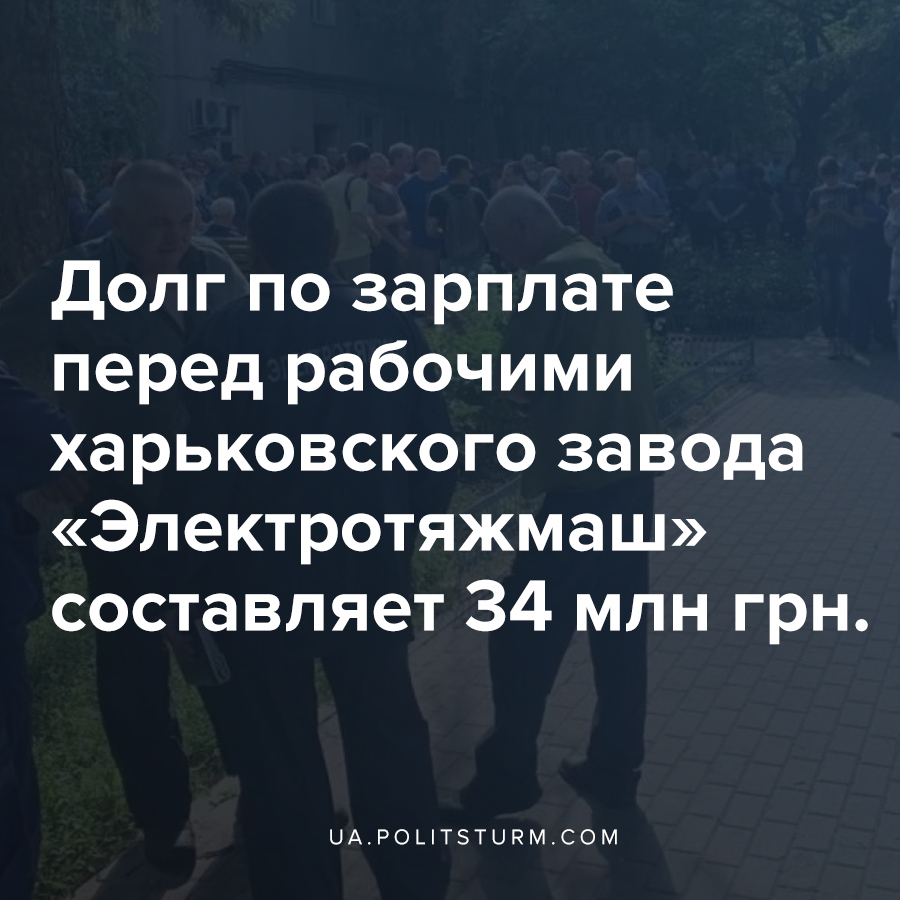 Долг по зарплате
перед рабочими
харьковского завода
«Электротяжмаш»
составляет 34 млн грн.
UA.POLITSTURM.COM